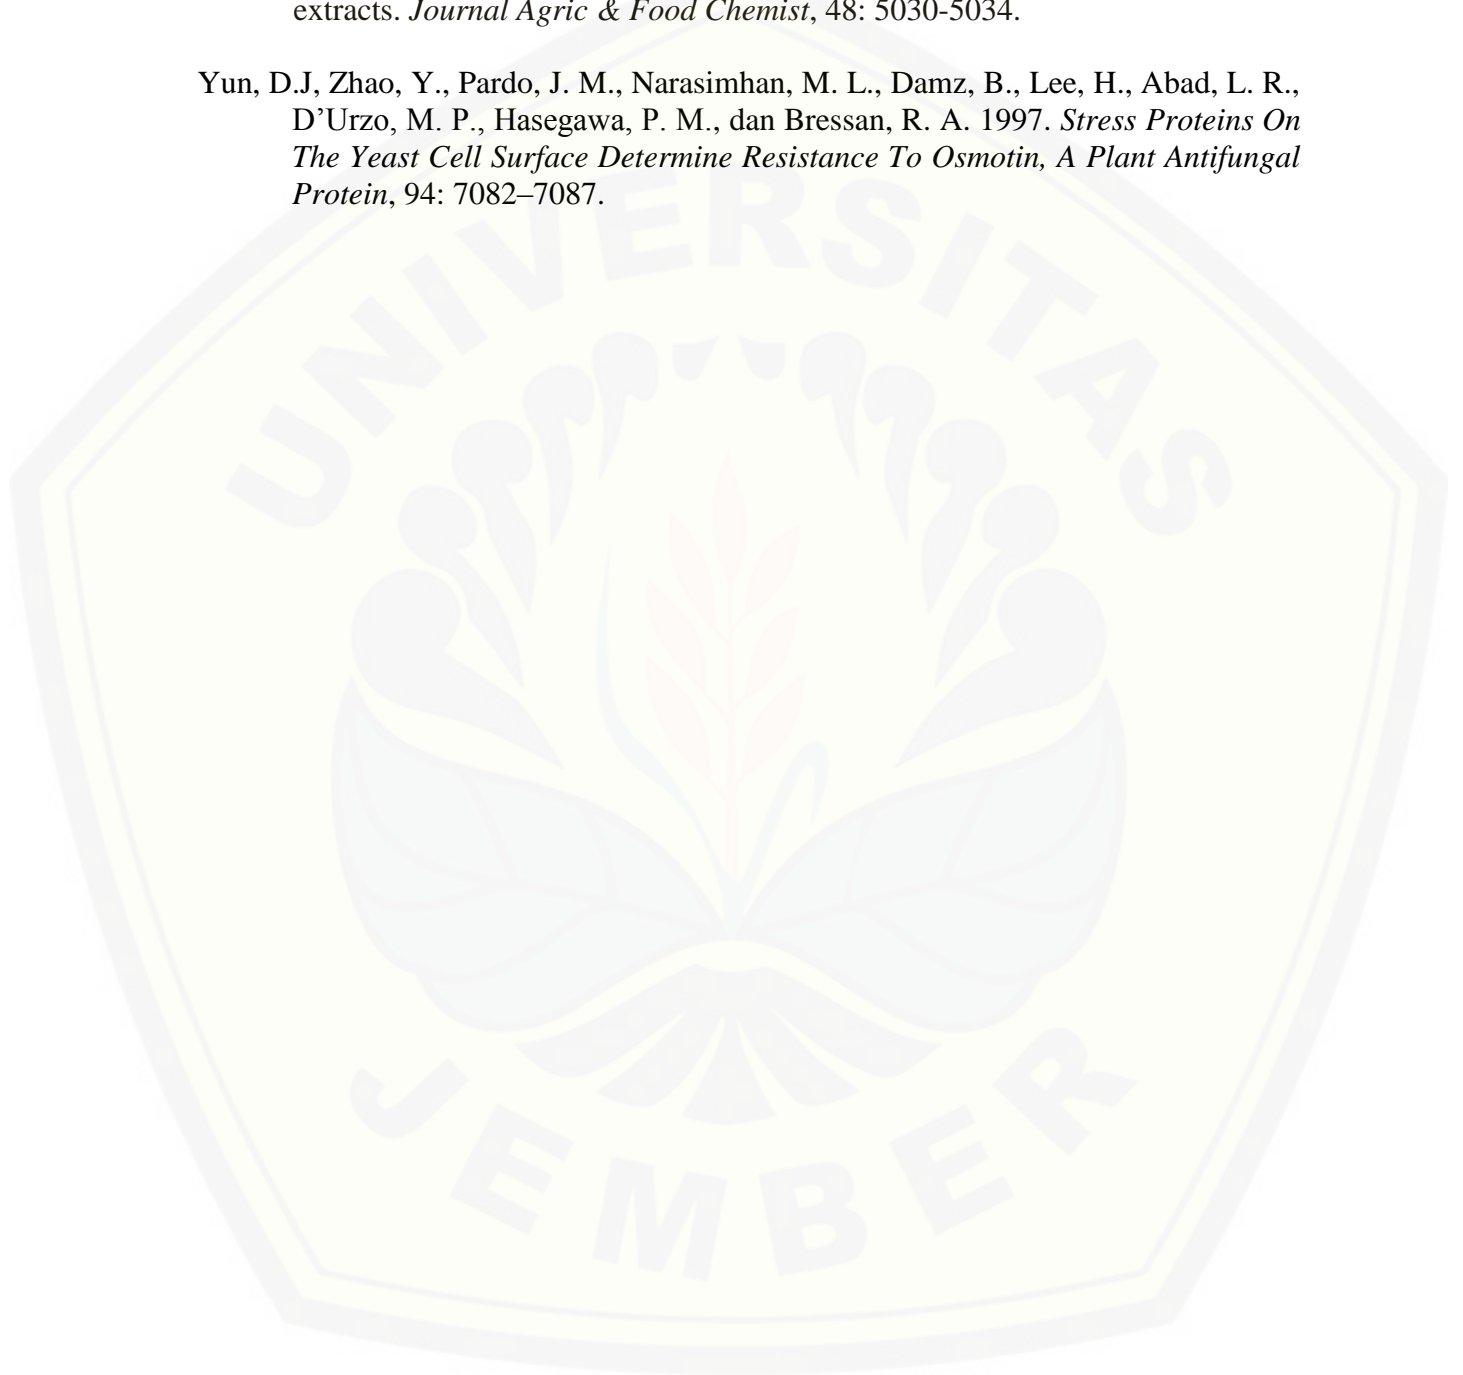 extracts. Journal Agric & Food Chemist, 48: 5030-5034.
Yun, D.J, Zhao, Y., Pardo, J. M., Narasimhan, M. L., Damz, B., Lee, H., Abad, L. R.,
D’Urzo, M. P., Hasegawa, P. M., dan Bressan, R. A. 1997. Stress Proteins On
The Yeast Cell Surface Determine Resistance To Osmotin, A Plant Antifungal
Protein, 94: 7082–7087.
UNIVERSITAS
JEMBER